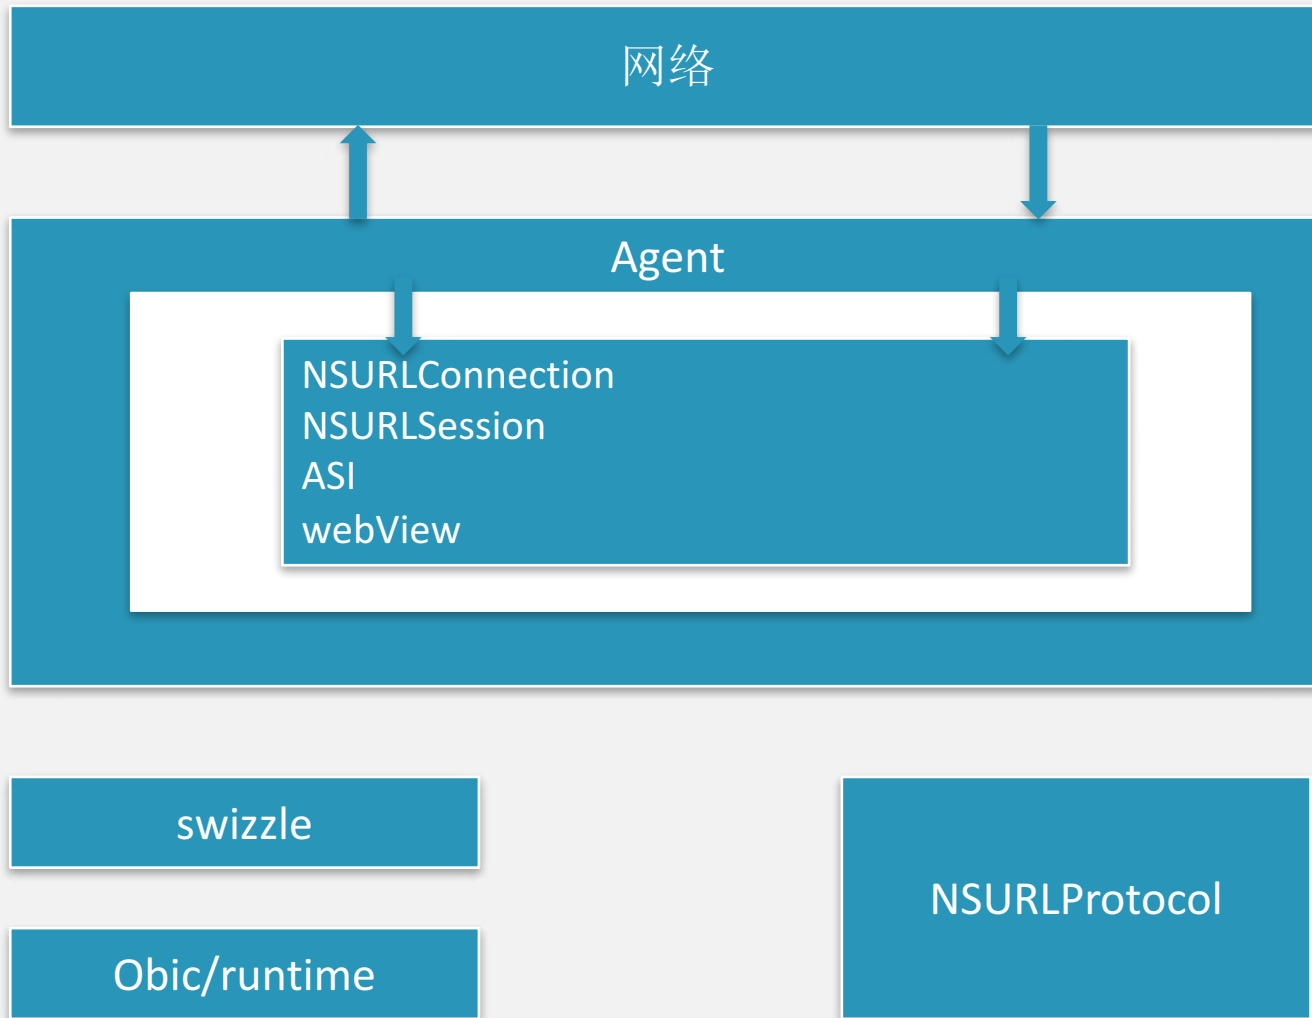 网络
Agent
NSURLConnection
NSURLSession
ASI
webView
swizzle
NSURLProtocol
Obic/runtime